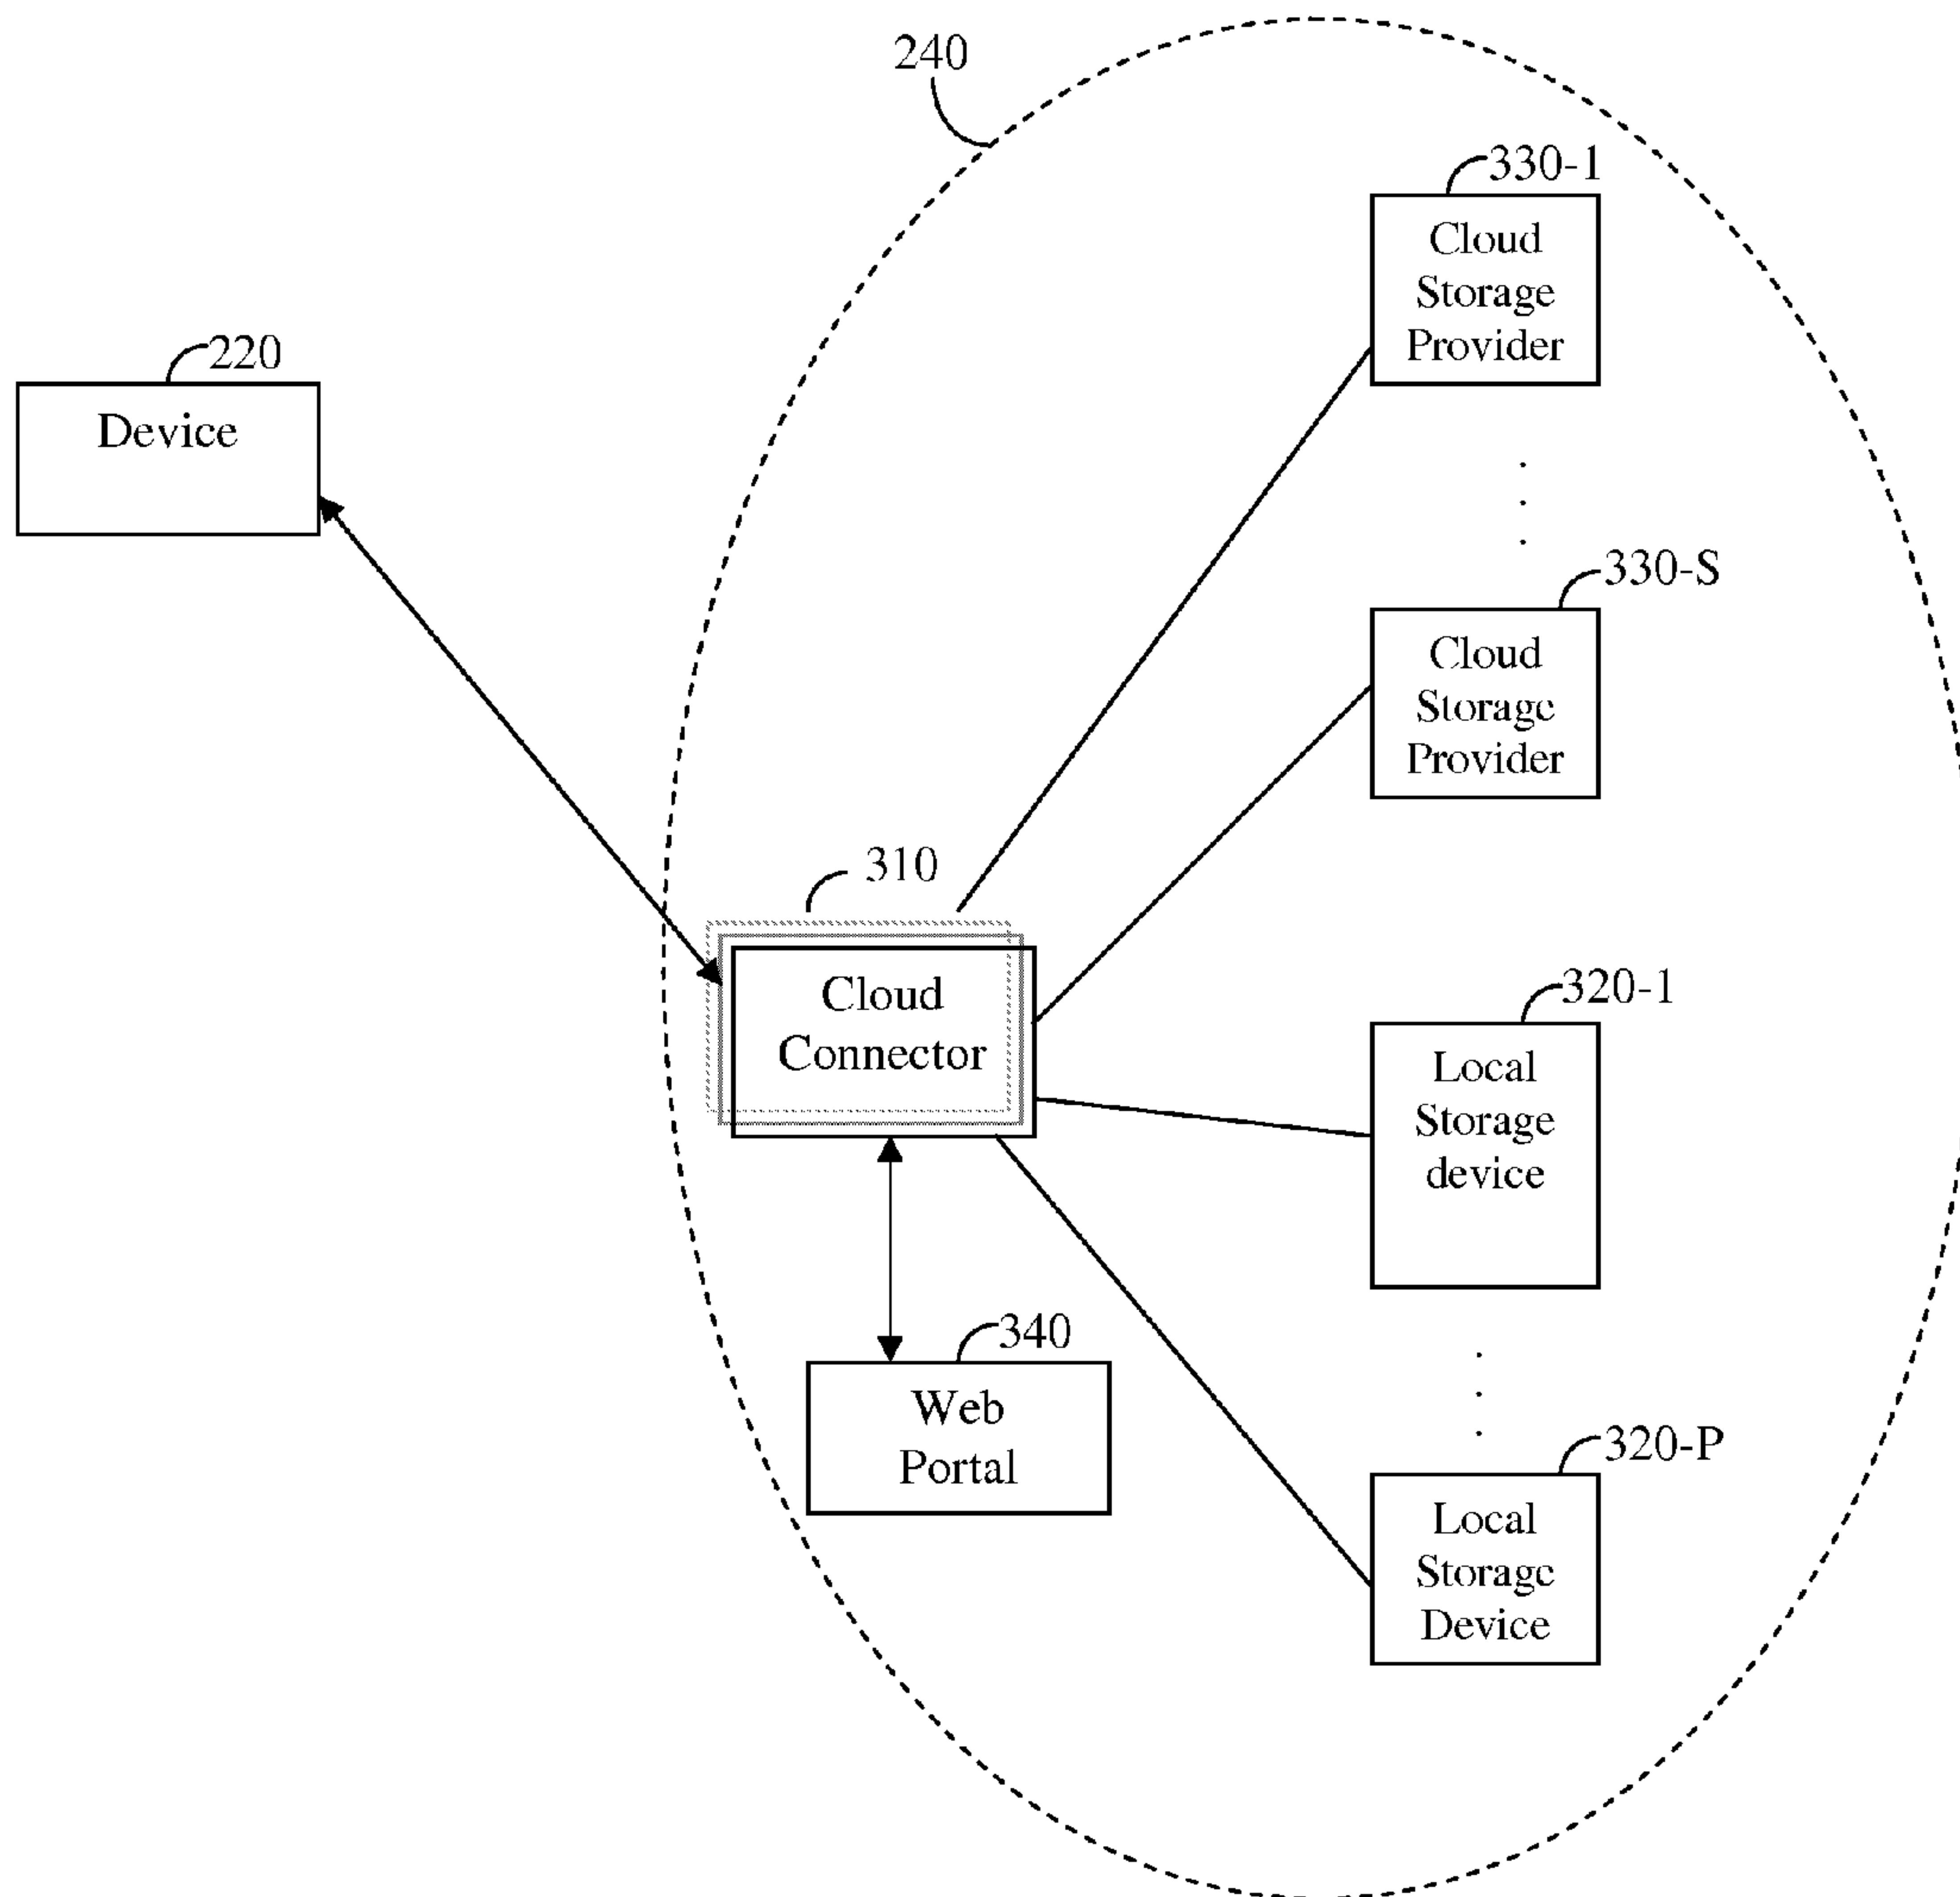 240
330-1
Cloud
Storage
Provider
220
Device
330-S
Cloud
Storage
Provider
310
Cloud
Connector
320-1
Local
Storage
device
340
Web
Portal
320-P
Local
Storage
Device